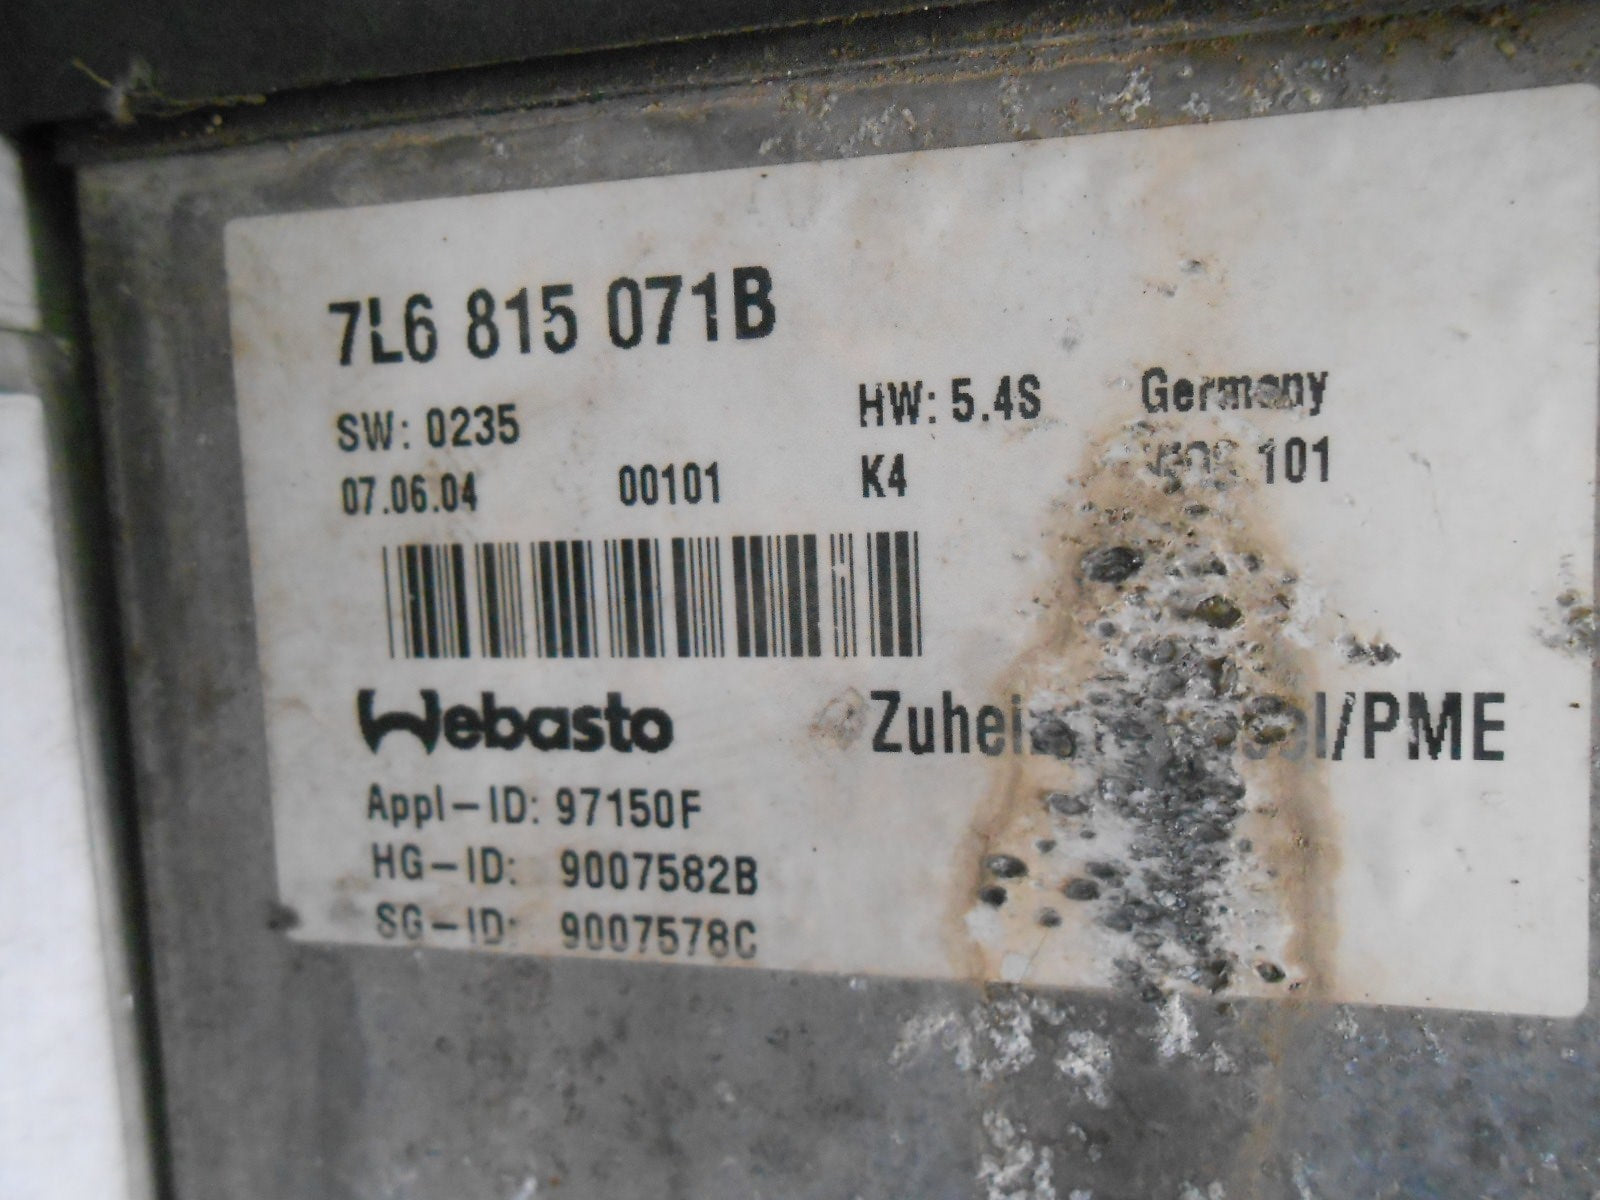 7L6 815 071B
SW: 0235 HW: 5.4S Germany
07.06.04 00101 K4 101
Webasto /PME
Appl-ID: 97150F
HG-ID: 9007582B
SG-ID: 9007578C